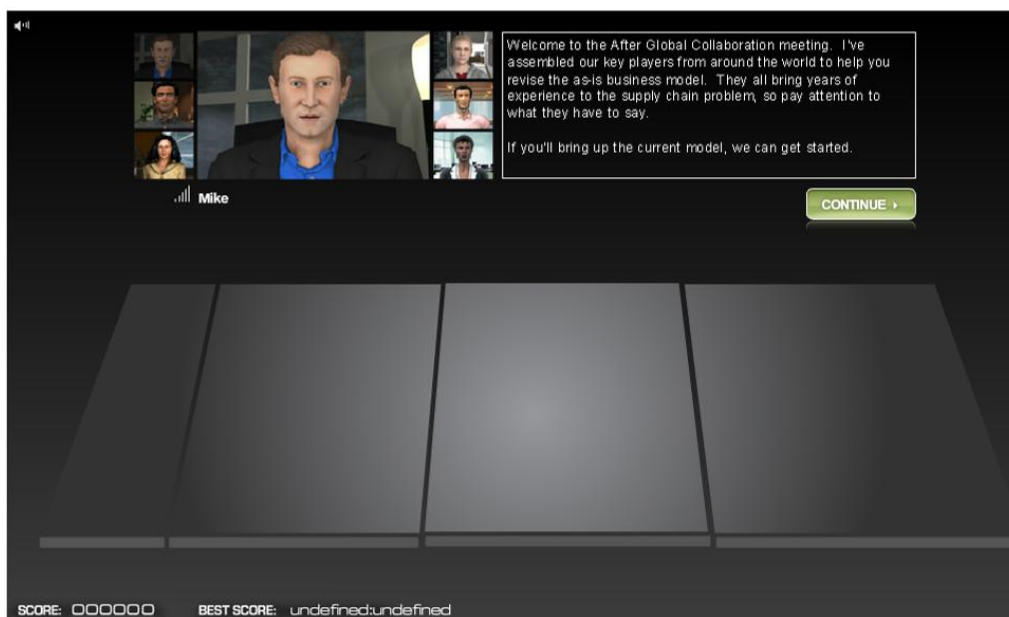 Welcome to the After Global Collaboration meeting. I've
assembled our key players from around the world to help you
revise the as-is business model. They all bring years of
experience to the supply chain problem, so pay attention to
what they have to say.
If you'll bring up the current model, we can get started.
Mike
CONTINUE
SCORE: 000000 BEST SCORE: undefined:undefined